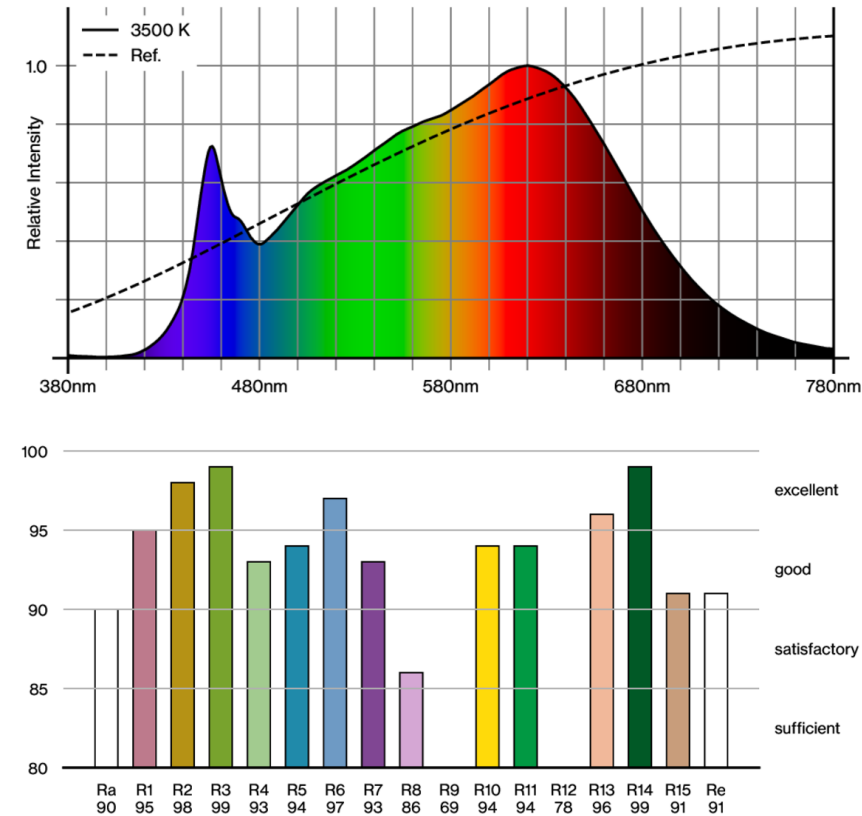 3500 K
Ref.
1.0
Relative Intensity
380nm 480nm 580nm 680nm 780nm
100
excellent
95
good
90
satisfactory
85
sufficient
80
Ra R1 R2 R3 R4 R5 R6 R7 R8 R9 R10 R11 R12 R13 R14 R15 Re
90 95 98 99 93 94 97 93 86 69 94 94 78 96 99 91 91